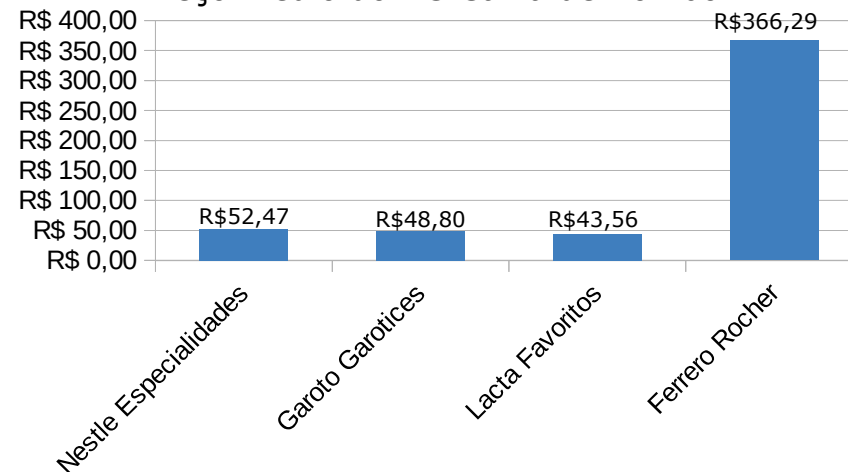 R$ 400,00
R$ 350,00
R$ 300,00
R$ 250,00
R$ 200,00
R$ 150,00
R$ 100,00
R$ 50,00
R$ 0,00
R$52,47
R$48,80
R$43,56
R$366,29
Nestle Especialidades
Garoto Garotices
Lacta Favoritos
Ferrero Rocher